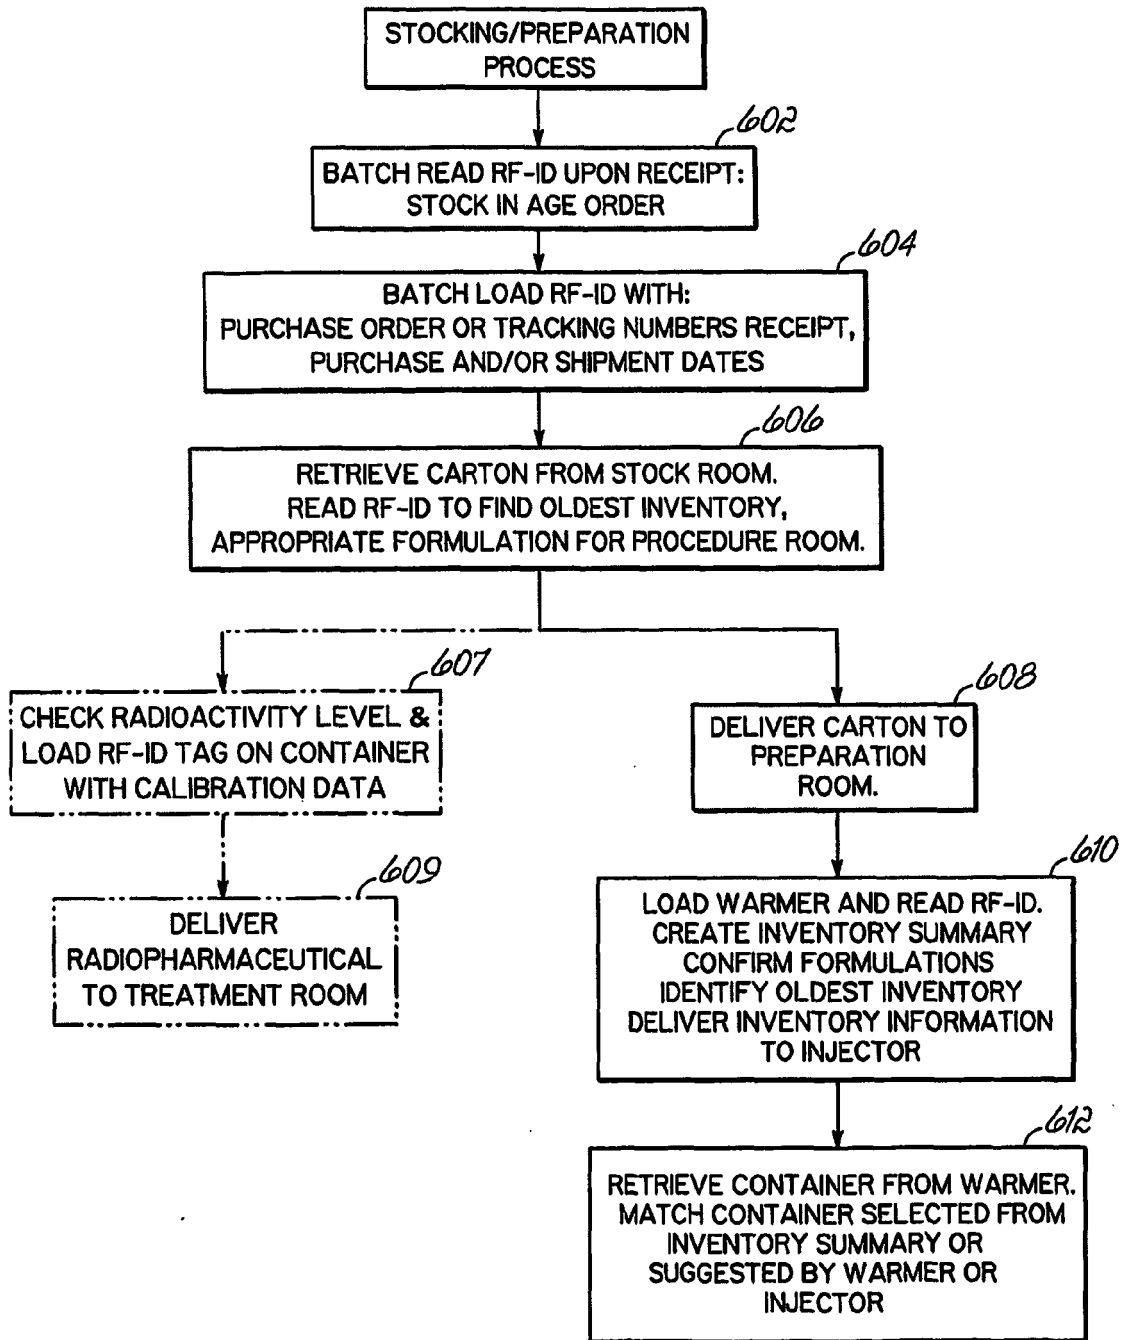 STOCKING/PREPARATION
PROCESS
602
BATCH READ RF-ID UPON RECEIPT:
STOCK IN AGE ORDER
604
BATCH LOAD RF-ID WITH:
PURCHASE ORDER OR TRACKING NUMBERS RECEIPT,
PURCHASE AND/OR SHIPMENT DATES
606
RETRIEVE CARTON FROM STOCK ROOM.
READ RF-ID TO FIND OLDEST INVENTORY,
APPROPRIATE FORMULATION FOR PROCEDURE ROOM.
607
CHECK RADIOACTIVITY LEVEL &
LOAD RF-ID TAG ON CONTAINER
WITH CALIBRATION DATA
609
DELIVER
RADIOPHARMACEUTICAL
TO TREATMENT ROOM
608
DELIVER CARTON TO
PREPARATION
ROOM.
610
LOAD WARMER AND READ RF-ID.
CREATE INVENTORY SUMMARY
CONFIRM FORMULATIONS
IDENTIFY OLDEST INVENTORY
DELIVER INVENTORY INFORMATION
TO INJECTOR
612
RETRIEVE CONTAINER FROM WARMER.
MATCH CONTAINER SELECTED FROM
INVENTORY SUMMARY OR
SUGGESTED BY WARMER OR
INJECTOR